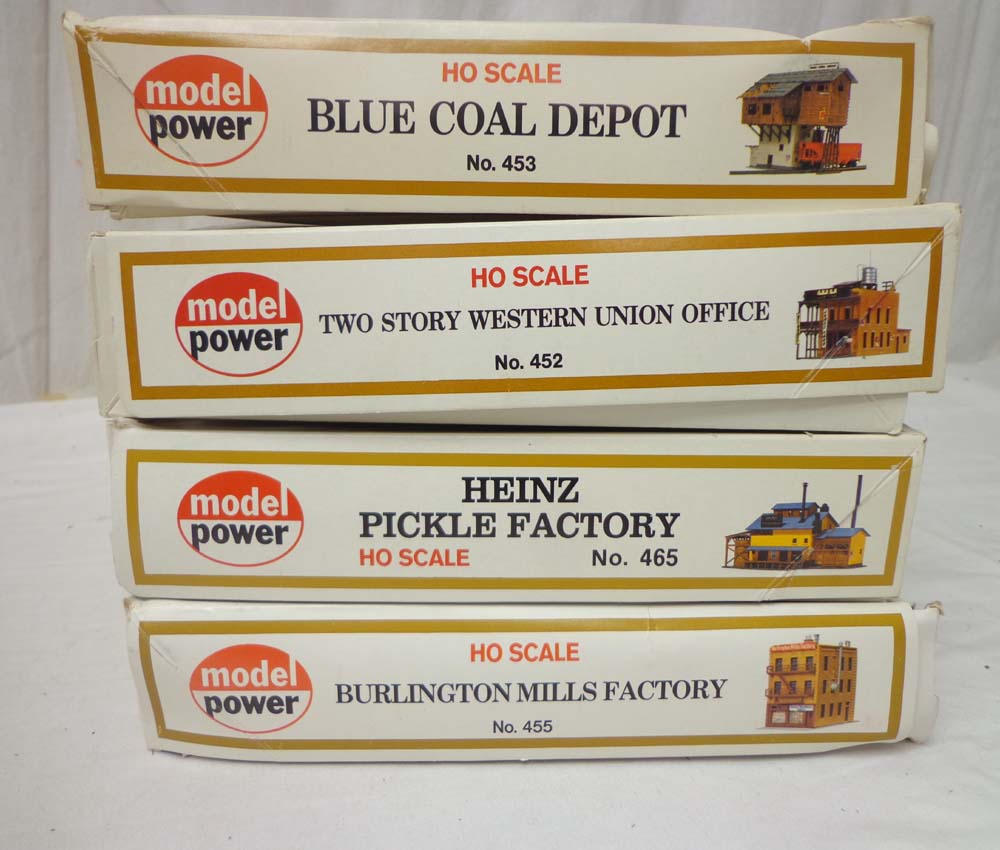 model
power
HO SCALE
BLUE COAL DEPOT
No. 453
model
power
HO SCALE
TWO STORY WESTERN UNION OFFICE
No. 452
model
power
HEINZ
PICKLE FACTORY
HO SCALE No. 465
model
power
HO SCALE
BURLINGTON MILLS FACTORY
No. 455